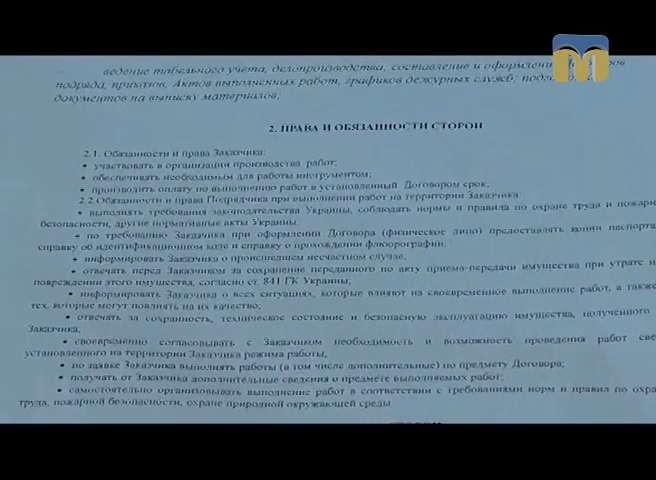 ведение табельного учета, делопроизводства, составление и оформление
подряда, приказов, Актов выполненных работ, графиков дежурных служб,
документов на выписку материалов;
2. ПРАВА И ОБЯЗАННОСТИ СТОРОН
2.1. Обязанности и права Заказчика:
• участвовать в организации производства работ;
• обеспечивать необходимым для работы инструментом;
• производить оплату по выполнению работ в установленный Договором срок;
2.2. Обязанности и права Подрядчика при выполнении работ на территории Заказчика
• выполнять требования законодательства Украины, соблюдать нормы и правила по охране труда и пожарн
безопасности, другие нормативные акты Украины.
• по требованию Заказчика при оформлении Договора (физическое лицо) предоставлять копии паспорта
справку об идентификационном коде и справку о прохождении флюорографии.
• информировать Заказчика о происшедшем несчастном случае;
• отвечать перед Заказчиком за сохранение переданного по акту приема-передачи имущества при утрате и
повреждении этого имущества, согласно ст. 841 ГК Украины;
• информировать Заказчика о всех ситуациях, которые влияют на своевременное выполнение работ, а также
тех, которые могут повлиять на их качество;
• отвечать за сохранность, техническое состояние и безопасную эксплуатацию имущества, полученного
Заказчика;
• своевременно согласовывать с Заказчиком необходимость и возможность проведения работ све
установленного на территории Заказчика режима работы;
• по заявке Заказчика выполнять работы (в том числе дополнительные) по предмету Договора;
• получать от Заказчика дополнительные сведения о предмете выполняемых работ;
• самостоятельно организовывать выполнение работ в соответствии с требованиями норм и правил по охра
труда, пожарной безопасности, охране природной окружающей среды